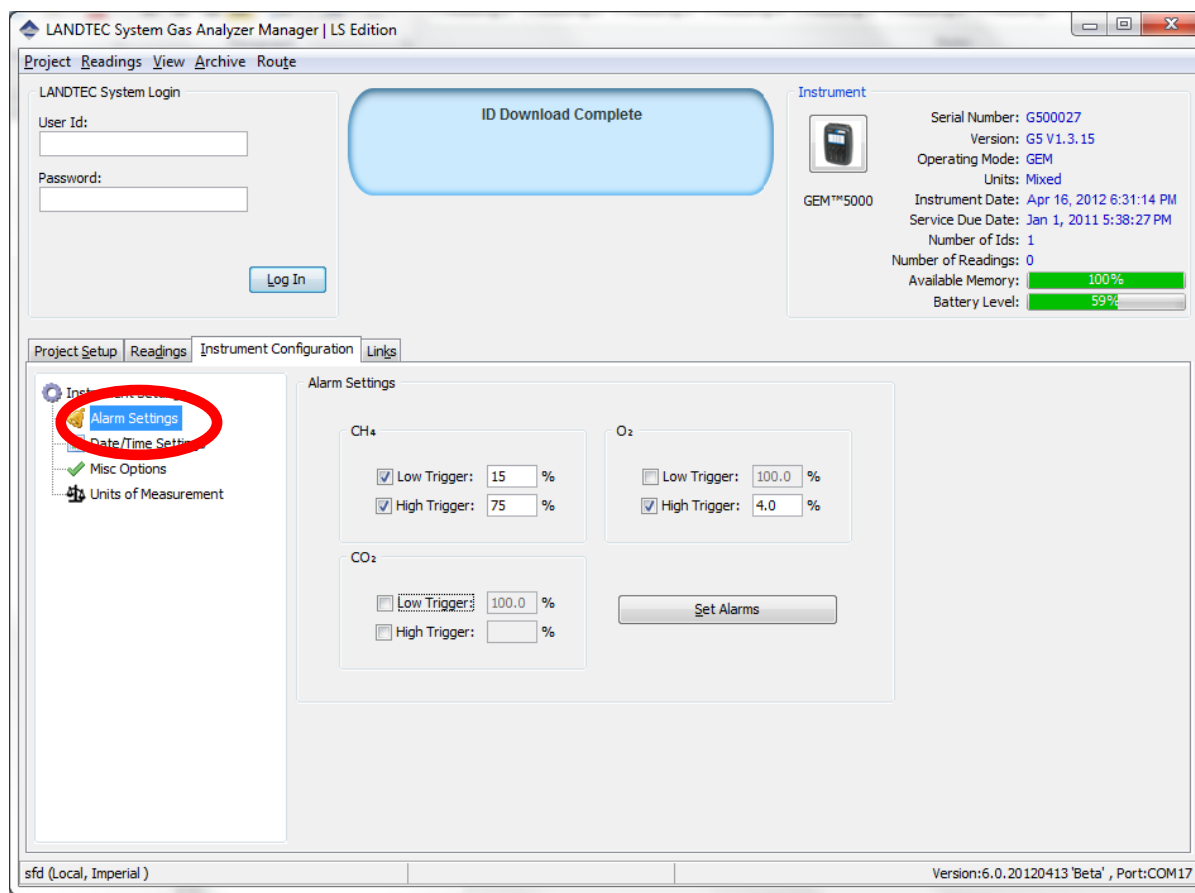 LANDTEC System Gas Analyzer Manager | LS Edition
Project Readings View Archive Route
LANDTEC System Login
User Id:
Password:
Log In
ID Download Complete
Instrument
GEM™5000
Serial Number: G500027
Version: G5 V1.3.15
Operating Mode: GEM
Units: Mixed
Instrument Date: Apr 16, 2012 6:31:14 PM
Service Due Date: Jan 1, 2011 5:38:27 PM
Number of Ids: 1
Number of Readings: 0
Available Memory: 100%
Battery Level: 59%
Project Setup Readings Instrument Configuration Links
Instrument Settings
Alarm Settings
Date/Time Settings
Misc Options
Units of Measurement
Alarm Settings
CH₄
Low Trigger: 15 %
High Trigger: 75 %
O₂
Low Trigger: 100.0 %
High Trigger: 4.0 %
CO₂
Low Trigger: 100.0 %
High Trigger: %
Set Alarms
sfd (Local, Imperial )
Version:6.0.20120413 'Beta' , Port:COM17